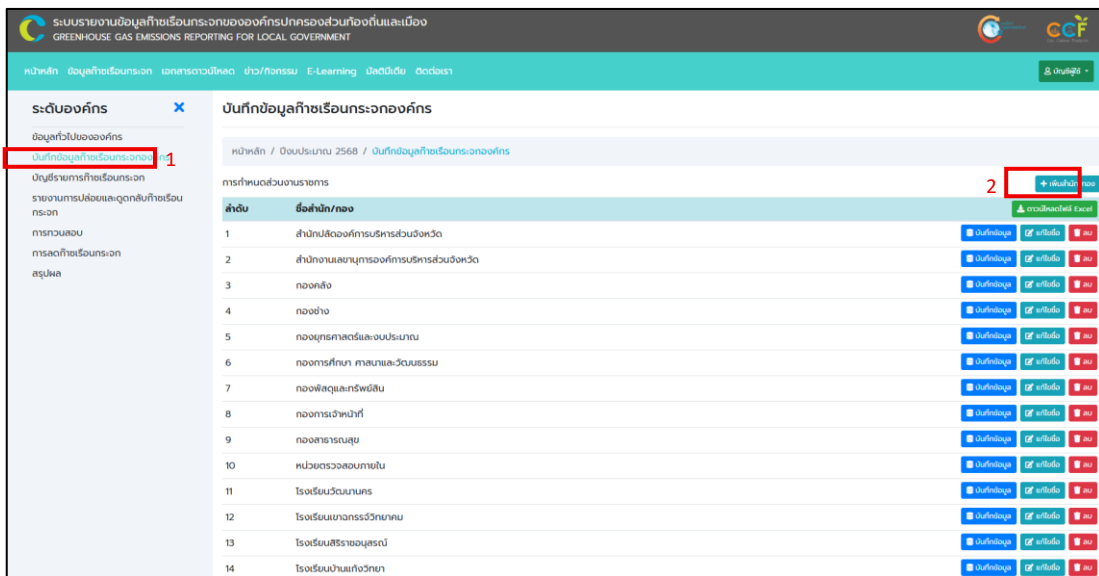 ระบบรายงานข้อมูลก๊าซเรือนกระจกขององค์กรปกครองส่วนท้องถิ่นและเมือง
GREENHOUSE GAS EMISSIONS REPORTING FOR LOCAL GOVERNMENT
CCF
หน้าหลัก ข้อมูลก๊าซเรือนกระจก เอกสารดาวน์โหลด ข่าว/กิจกรรม E-Learning มัลติมีเดีย ติดต่อเรา
บัญชีผู้ใช้
ระดับองค์กร ×
บันทึกข้อมูลก๊าซเรือนกระจกองค์กร
ข้อมูลทั่วไปขององค์กร
บันทึกข้อมูลก๊าซเรือนกระจกองค์กร 1
บัญชีรายการก๊าซเรือนกระจก
รายงานการปล่อยและดูดกลับก๊าซเรือน
กระจก
การทวนสอบ
การลดก๊าซเรือนกระจก
สรุปผล
หน้าหลัก / ปีงบประมาณ 2568 / บันทึกข้อมูลก๊าซเรือนกระจกองค์กร
การกำหนดส่วนงานราชการ 2 + เพิ่มสำนัก/กอง
ลำดับ ชื่อสำนัก/กอง ดาวน์โหลดไฟล์ Excel
1 สำนักปลัดองค์การบริหารส่วนจังหวัด บันทึกข้อมูล แก้ไขชื่อ ลบ
2 สำนักงานเลขานุการองค์การบริหารส่วนจังหวัด บันทึกข้อมูล แก้ไขชื่อ ลบ
3 กองคลัง บันทึกข้อมูล แก้ไขชื่อ ลบ
4 กองช่าง บันทึกข้อมูล แก้ไขชื่อ ลบ
5 กองยุทธศาสตร์และงบประมาณ บันทึกข้อมูล แก้ไขชื่อ ลบ
6 กองการศึกษา ศาสนาและวัฒนธรรม บันทึกข้อมูล แก้ไขชื่อ ลบ
7 กองพัสดุและทรัพย์สิน บันทึกข้อมูล แก้ไขชื่อ ลบ
8 กองการเจ้าหน้าที่ บันทึกข้อมูล แก้ไขชื่อ ลบ
9 กองสาธารณสุข บันทึกข้อมูล แก้ไขชื่อ ลบ
10 หน่วยตรวจสอบภายใน บันทึกข้อมูล แก้ไขชื่อ ลบ
11 โรงเรียนวัฒนานคร บันทึกข้อมูล แก้ไขชื่อ ลบ
12 โรงเรียนเขาฉกรรจ์วิทยาคม บันทึกข้อมูล แก้ไขชื่อ ลบ
13 โรงเรียนสิริราชอนุสรณ์ บันทึกข้อมูล แก้ไขชื่อ ลบ
14 โรงเรียนบ้านแก้งวิทยา บันทึกข้อมูล แก้ไขชื่อ ลบ